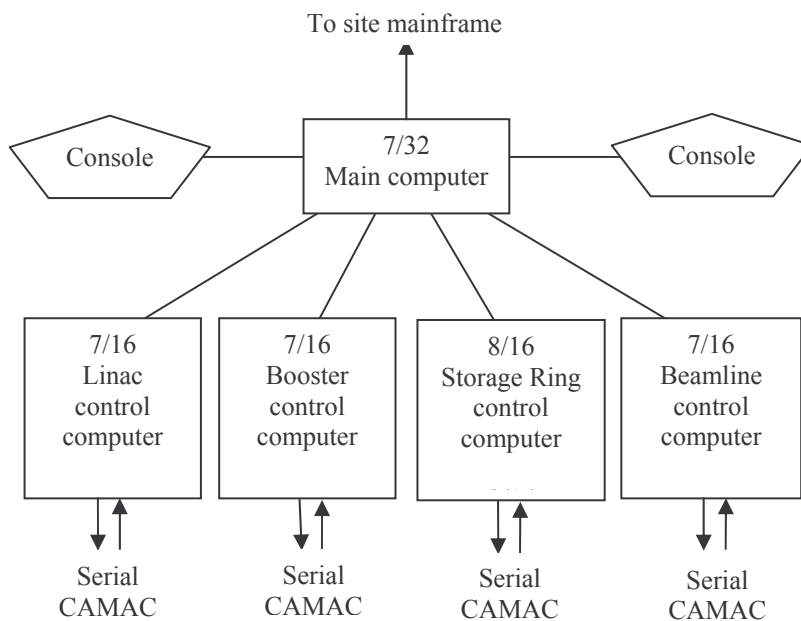 To site mainframe
Console
7/32
Main computer
Console
7/16
Linac
control
computer
7/16
Booster
control
computer
8/16
Storage Ring
control
computer
7/16
Beamline
control
computer
Serial
CAMAC
Serial
CAMAC
Serial
CAMAC
Serial
CAMAC